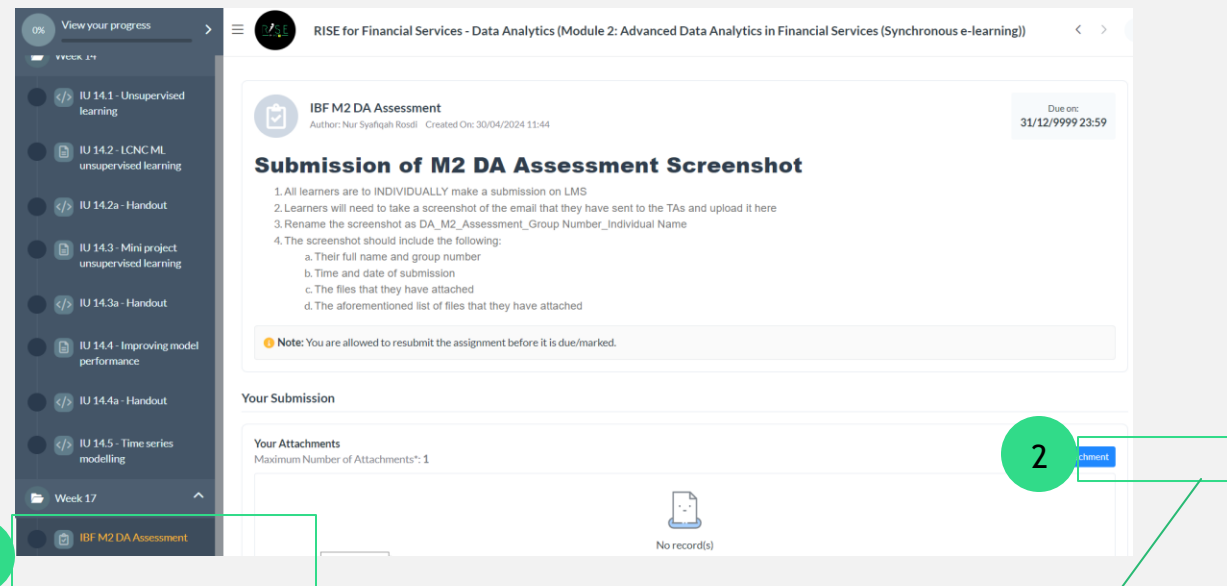 0%
View your progress
Week 14
IU 14.1 - Unsupervised
learning
IU 14.2 - LCNC ML
unsupervised learning
IU 14.2a - Handout
IU 14.3 - Mini project
unsupervised learning
IU 14.3a - Handout
IU 14.4 - Improving model
performance
IU 14.4a - Handout
IU 14.5 - Time series
modelling
Week 17
IBF M2 DA Assessment
RISE
RISE for Financial Services - Data Analytics (Module 2: Advanced Data Analytics in Financial Services (Synchronous e-learning))
IBF M2 DA Assessment
Author: Nur Syafiqah Rosdi Created On: 30/04/2024 11:44
Due on:
31/12/9999 23:59
Submission of M2 DA Assessment Screenshot
1. All learners are to INDIVIDUALLY make a submission on LMS
2. Learners will need to take a screenshot of the email that they have sent to the TAs and upload it here
3. Rename the screenshot as DA_M2_Assessment_Group Number_Individual Name
4. The screenshot should include the following:
a. Their full name and group number
b. Time and date of submission
c. The files that they have attached
d. The aforementioned list of files that they have attached
Note: You are allowed to resubmit the assignment before it is due/marked.
Your Submission
Your Attachments
Maximum Number of Attachments*: 1
2
chment
No record(s)